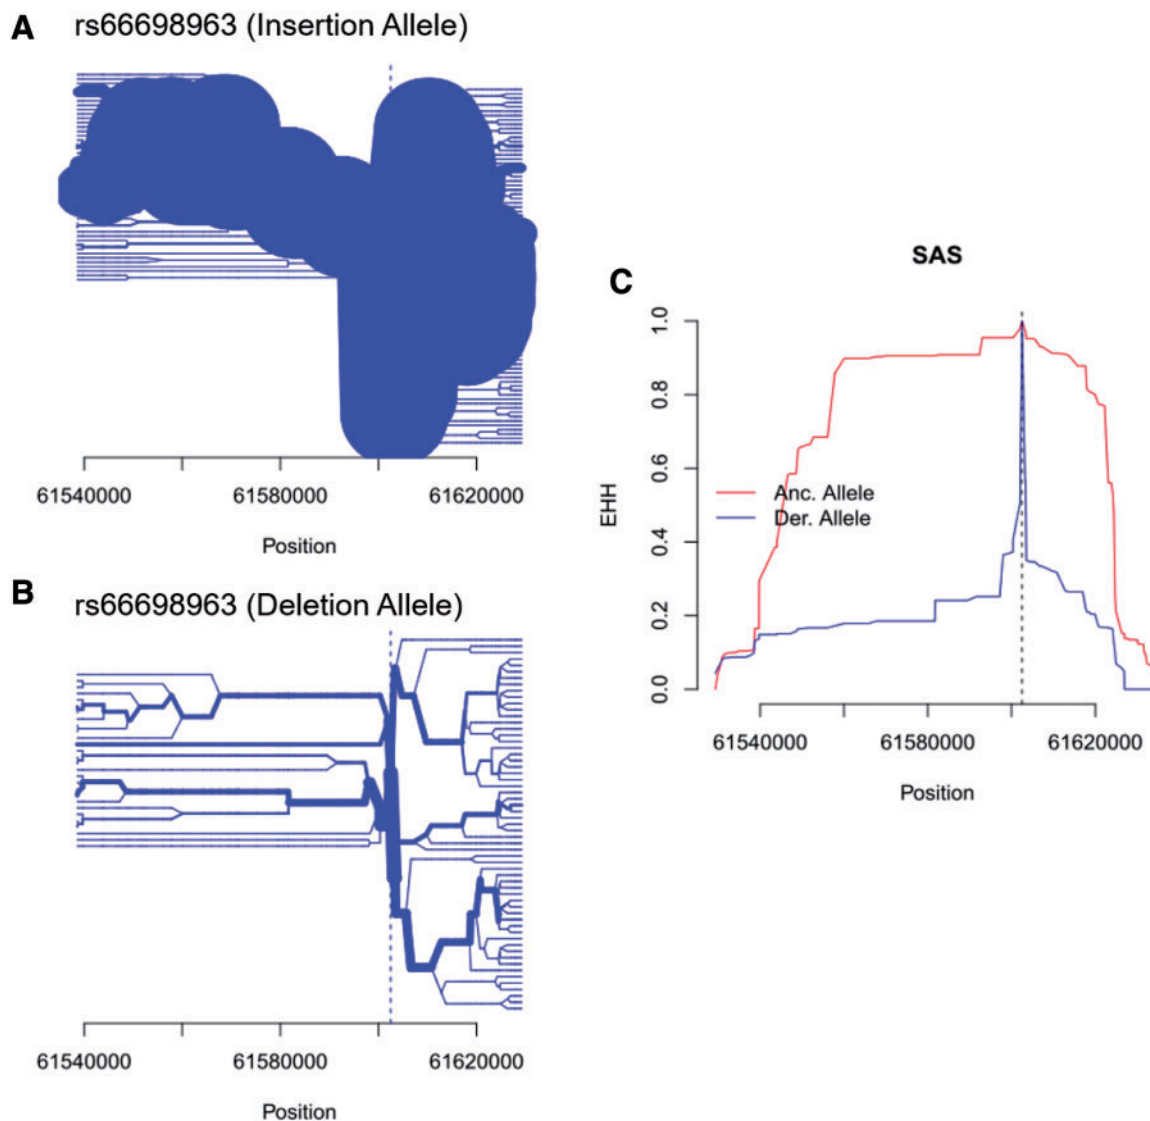 A
rs66698963 (Insertion Allele)
61540000
61580000
61620000
Position
B
rs66698963 (Deletion Allele)
61540000
61580000
61620000
Position
C
SAS
1.0
0.8
0.6
0.4
0.2
0.0
EHH
Anc. Allele
Der. Allele
61540000
61580000
61620000
Position